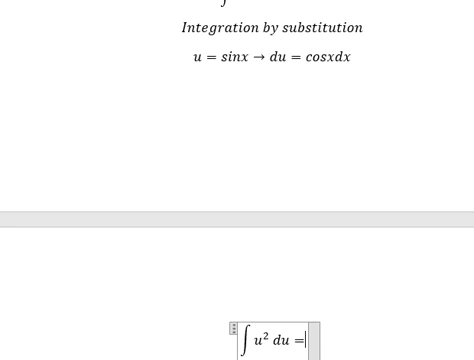 Integration by substitution
u = sinx → du = cosxdx
∫ u² du =